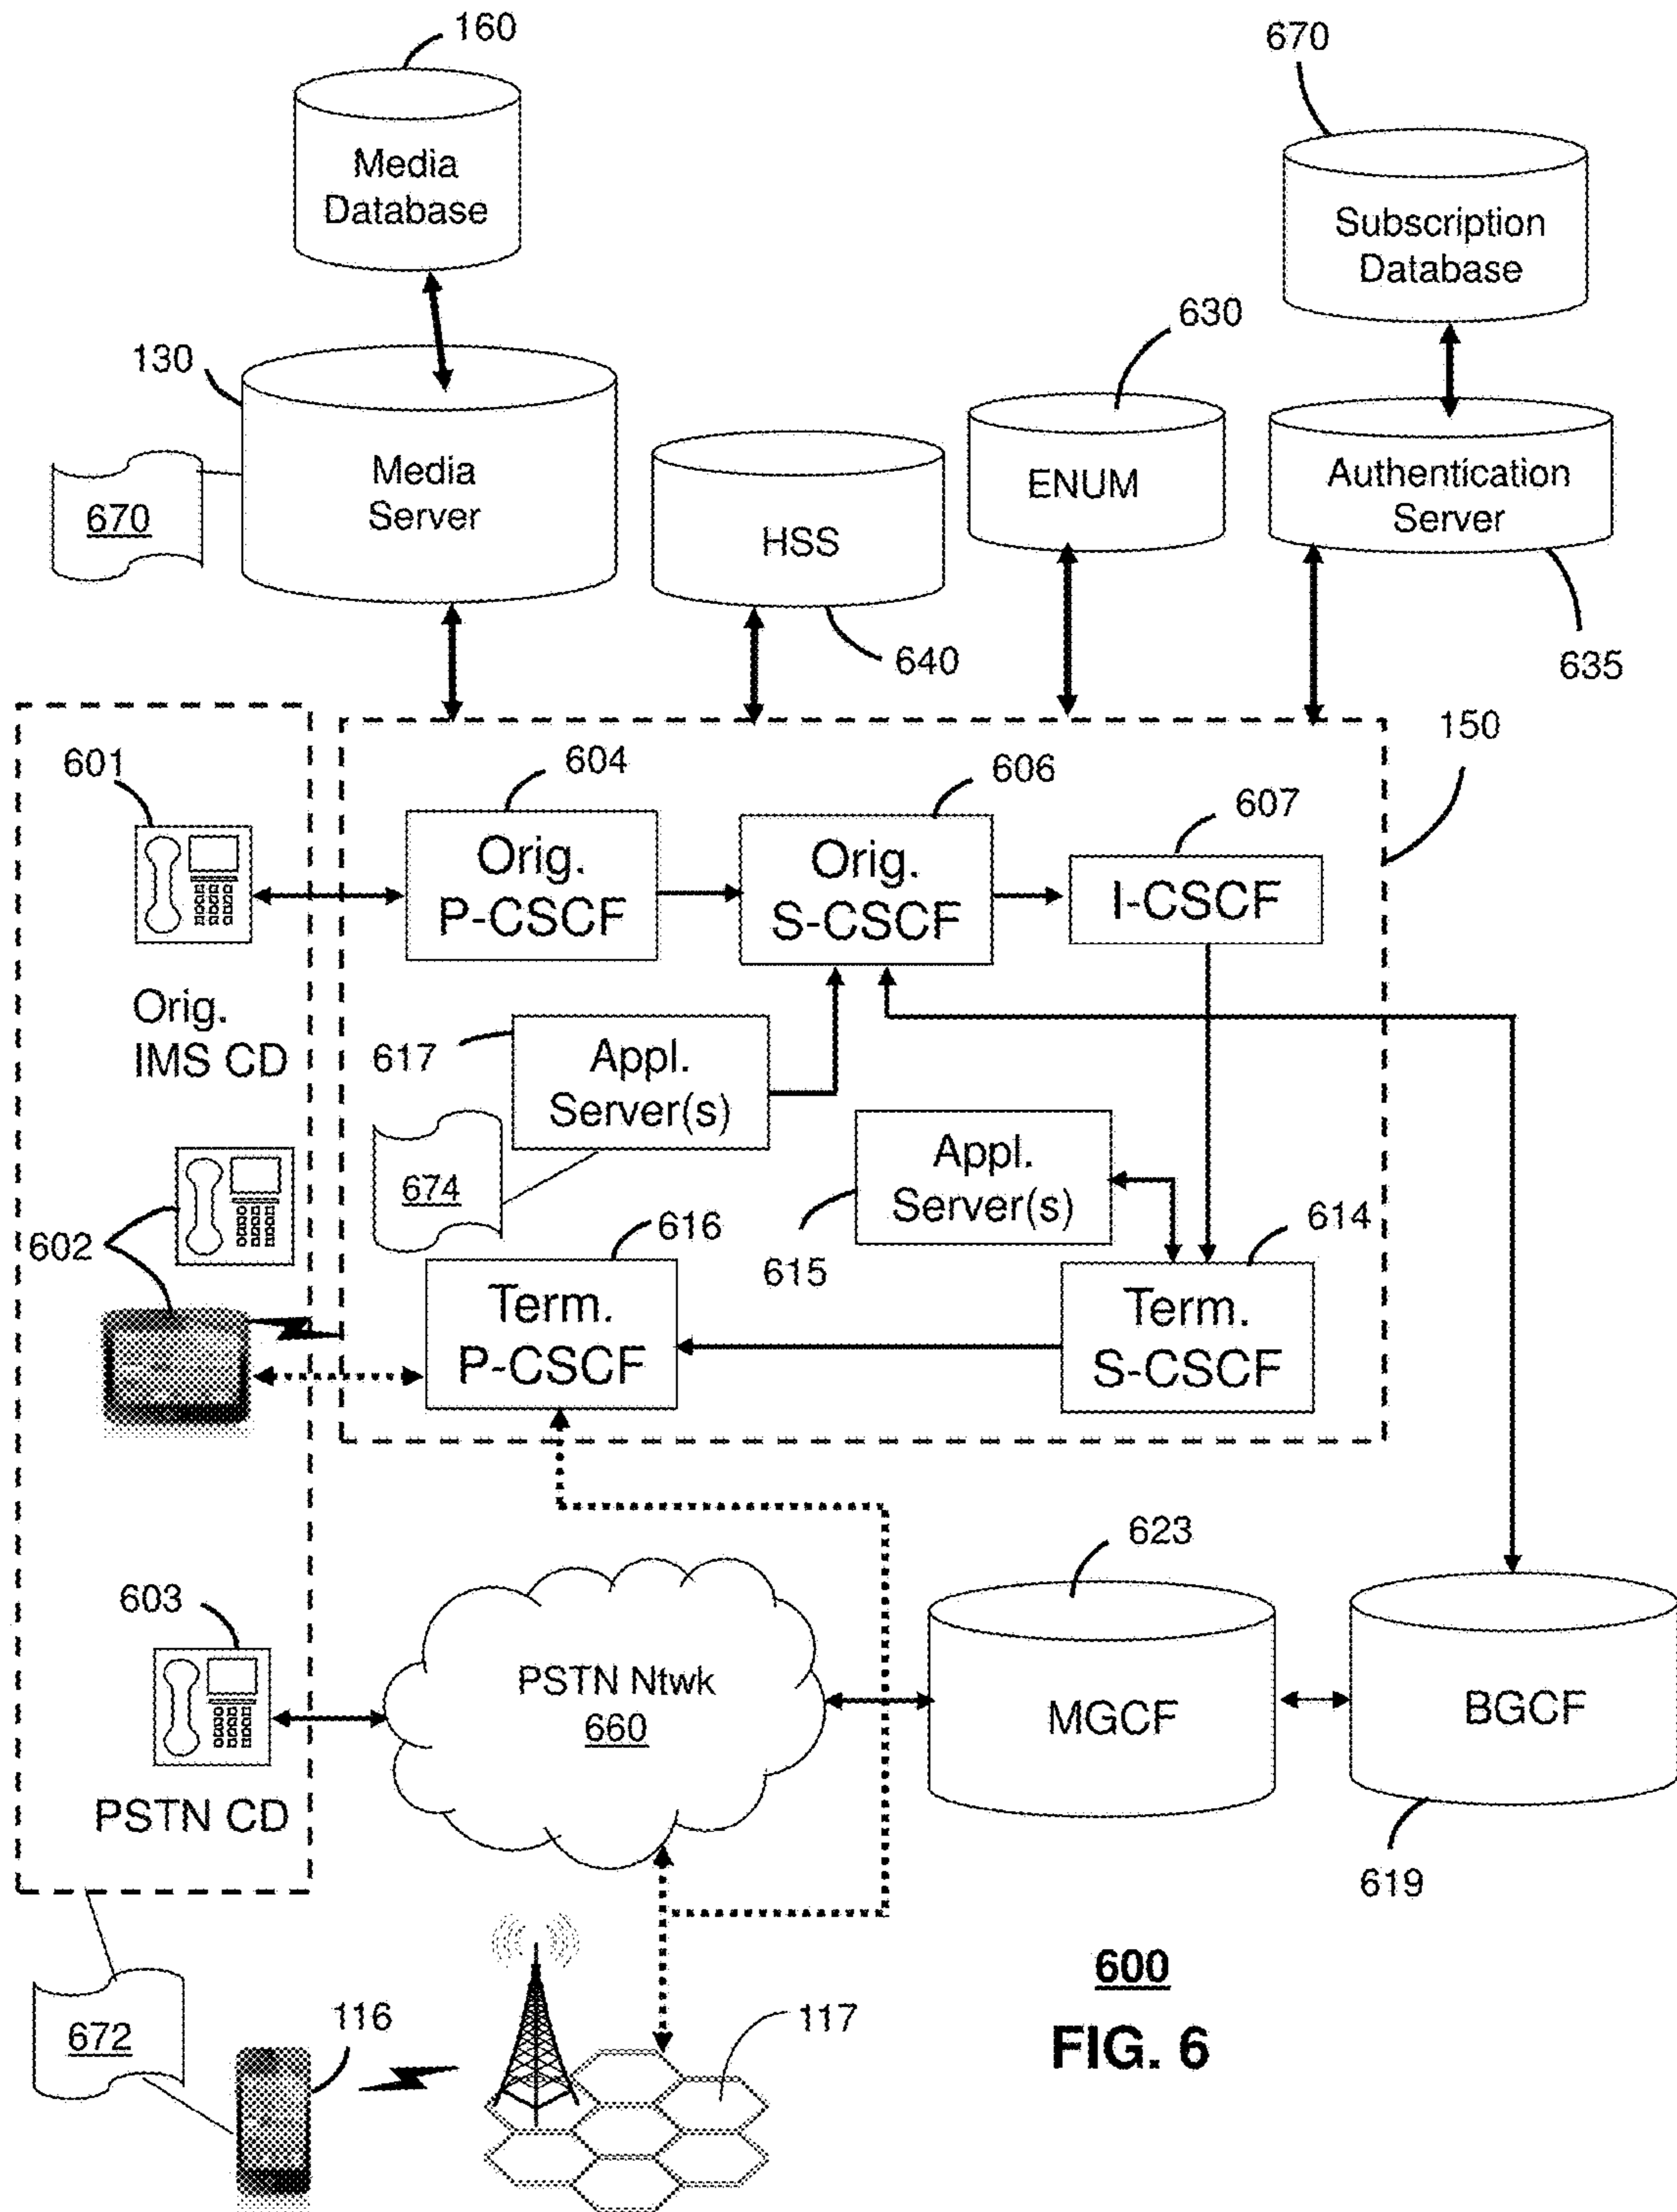 160
670
Media
Database
Subscription
Database
630
130
Media
Server
670
ENUM
Authentication
Server
HSS
640
635
150
601
604
606
607
Orig.
P-CSCF
Orig.
S-CSCF
I-CSCF
Orig.
IMS CD
617
Appl.
Server(s)
674
Appl.
Server(s)
602
616
615
614
Term.
P-CSCF
Term.
S-CSCF
623
603
PSTN Ntwk
660
MGCF
BGCF
PSTN CD
619
600
672
116
117
FIG. 6